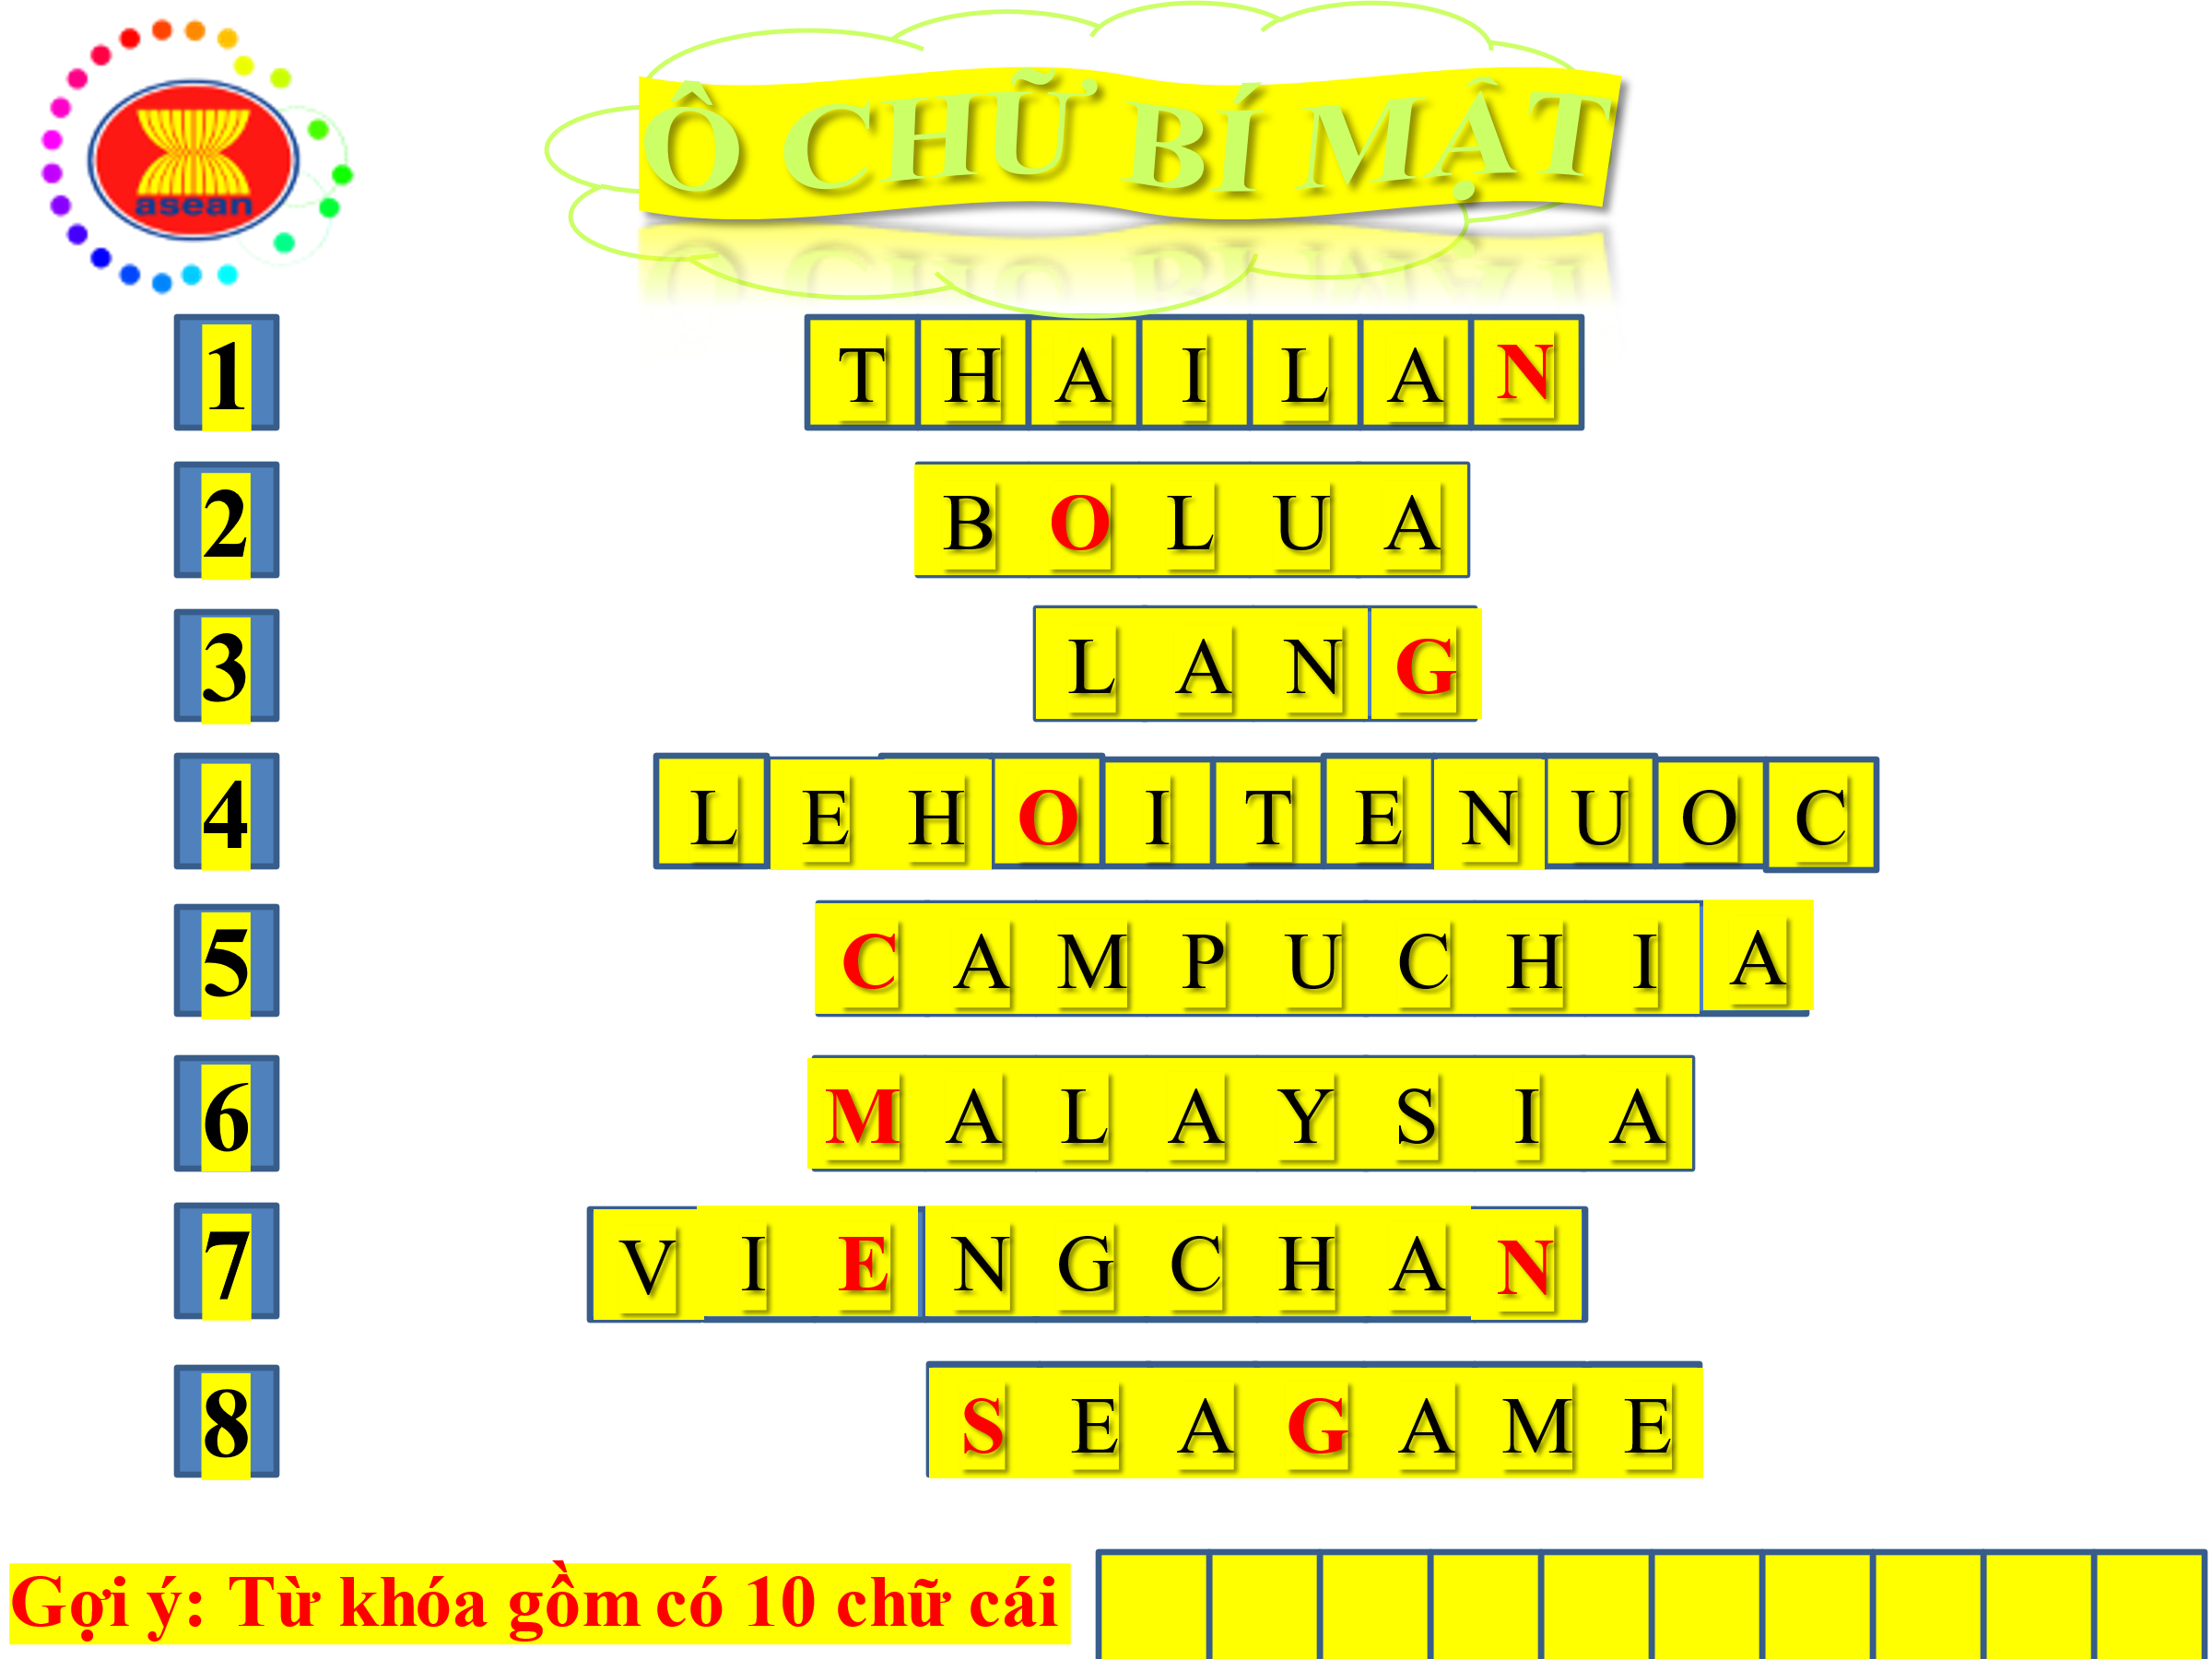 asean
Ô CHỮ BÍ MẬT
1 T H A I L A N
2 B O L U A
3 L A N G
4 L E H O I T E N U O C
5 C A M P U C H I A
6 M A L A Y S I A
7 V I E N G C H A N
8 S E A G A M E
Gợi ý: Từ khóa gồm có 10 chữ cái